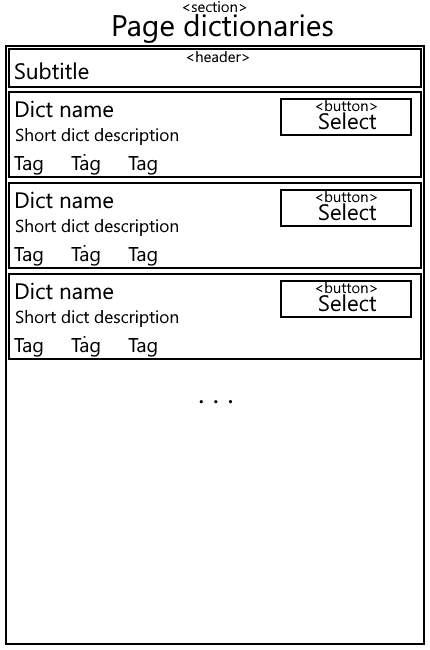 <section>
Page dictionaries
<header>
Subtitle
Dict name
<button>
Select
Short dict description
Tag Tag Tag
Dict name
<button>
Select
Short dict description
Tag Tag Tag
Dict name
<button>
Select
Short dict description
Tag Tag Tag
. . .